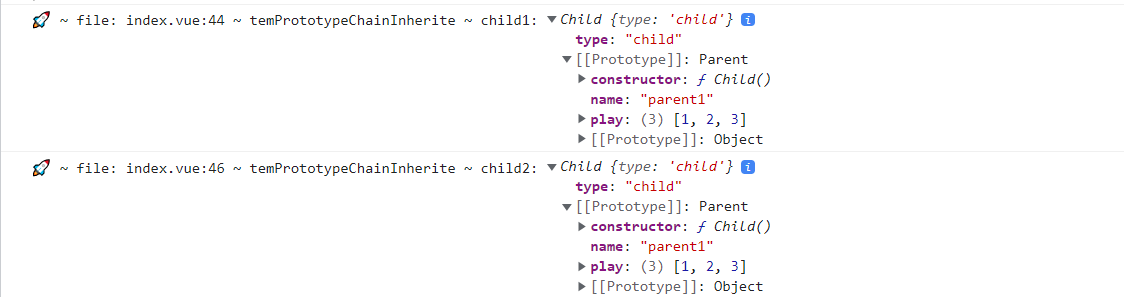 🚀 ~ file: index.vue:44 ~ temPrototypeChainInherite ~ child1: ▼Child {type: 'child'} i
type: "child"
▼[[Prototype]]: Parent
▶constructor: ƒ Child()
name: "parent1"
▶play: (3) [1, 2, 3]
▶[[Prototype]]: Object
🚀 ~ file: index.vue:46 ~ temPrototypeChainInherite ~ child2: ▼Child {type: 'child'} i
type: "child"
▼[[Prototype]]: Parent
▶constructor: ƒ Child()
name: "parent1"
▶play: (3) [1, 2, 3]
▶[[Prototype]]: Object